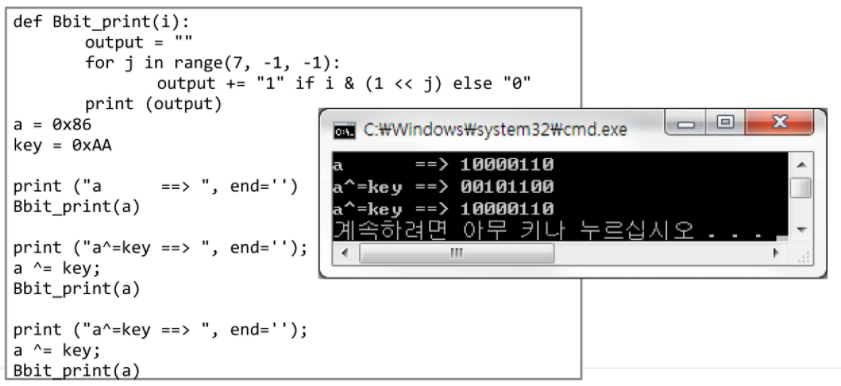 def Bbit_print(i):
        output = ""
        for j in range(7, -1, -1):
                output += "1" if i & (1 << j) else "0"
        print (output)
a = 0x86
key = 0xAA

print ("a       ==> ", end='')
Bbit_print(a)

print ("a^=key ==> ", end='');
a ^= key;
Bbit_print(a)

print ("a^=key ==> ", end='');
a ^= key;
Bbit_print(a)
C:\. C:₩Windows₩system32₩cmd.exe
a       ==> 10000110
a^=key ==> 00101100
a^=key ==> 10000110
계속하려면 아무 키나 누르십시오 . . .